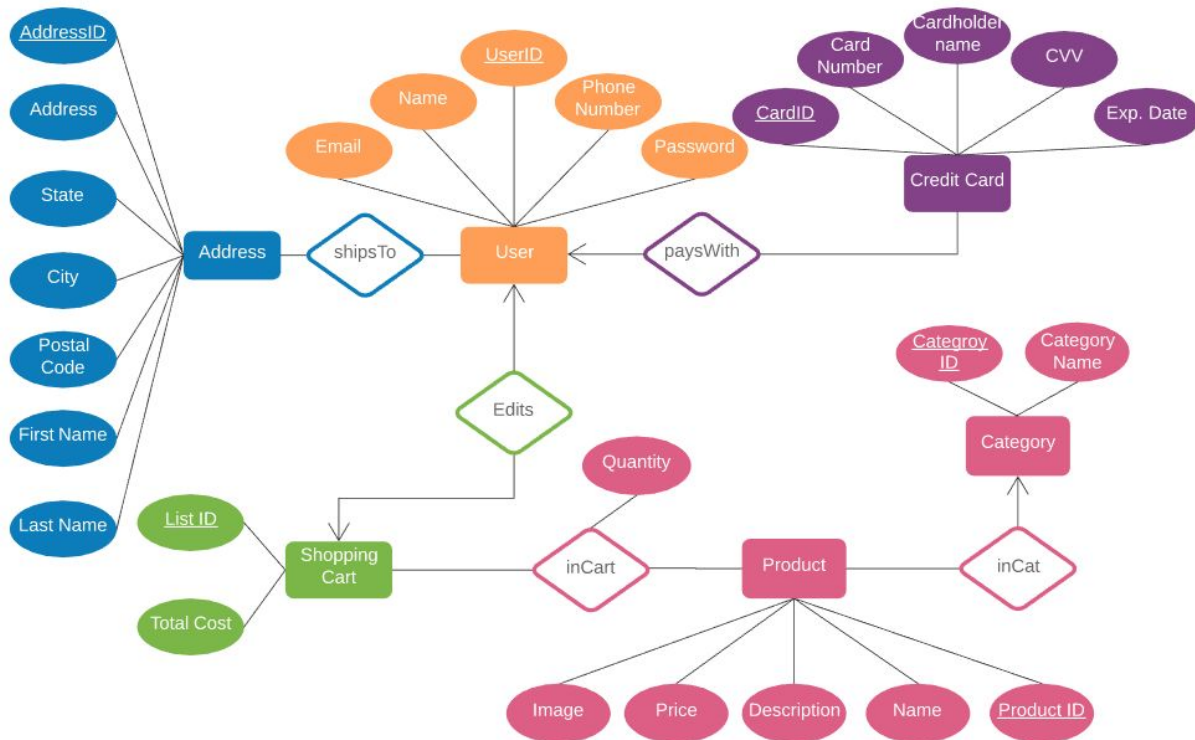 AddressID
Address
State
City
Postal
Code
First Name
Last Name
Address
shipsTo
Email
Name
UserID
Phone
Number
Password
User
paysWith
CardID
Card
Number
Cardholder
name
CVV
Exp. Date
Credit Card
Edits
List ID
Total Cost
Shopping
Cart
Quantity
inCart
Product
inCat
Categroy
ID
Category
Name
Category
Image
Price
Description
Name
Product ID